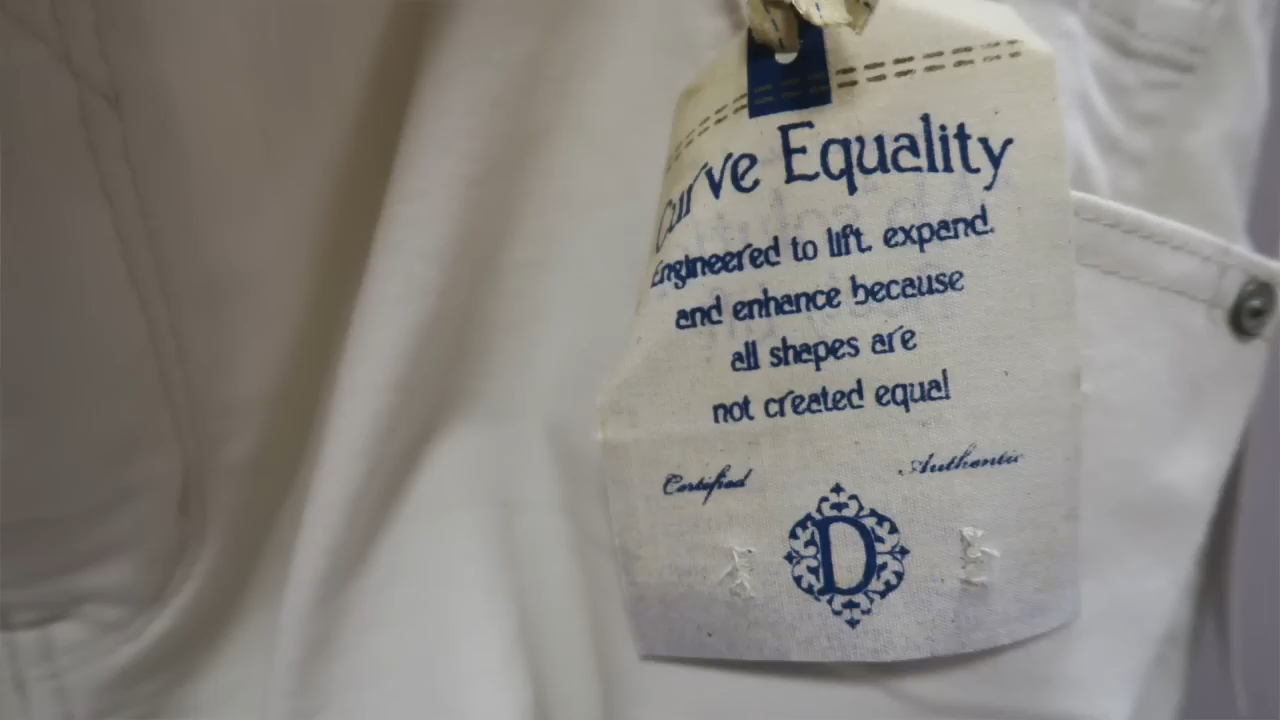 Curve Equality
Engineered to lift, expand,
and enhance because
all shapes are
not created equal
Certified Authentic
D